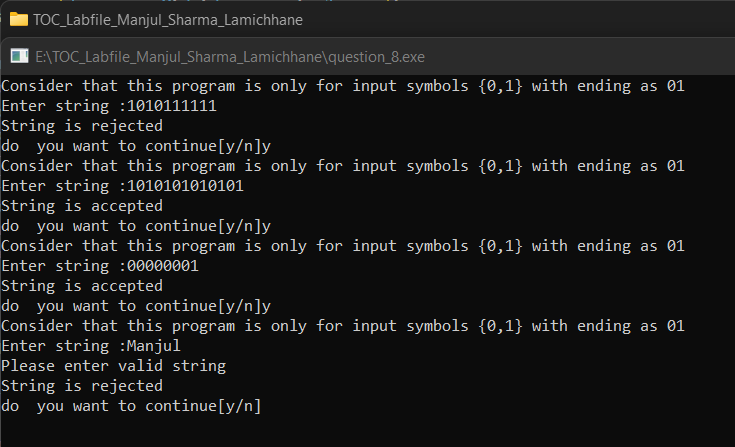 TOC_Labfile_Manjul_Sharma_Lamichhane
E:\TOC_Labfile_Manjul_Sharma_Lamichhane\question_8.exe
Consider that this program is only for input symbols {0,1} with ending as 01
Enter string :1010111111
String is rejected
do  you want to continue[y/n]y
Consider that this program is only for input symbols {0,1} with ending as 01
Enter string :1010101010101
String is accepted
do  you want to continue[y/n]y
Consider that this program is only for input symbols {0,1} with ending as 01
Enter string :00000001
String is accepted
do  you want to continue[y/n]y
Consider that this program is only for input symbols {0,1} with ending as 01
Enter string :Manjul
Please enter valid string
String is rejected
do  you want to continue[y/n]